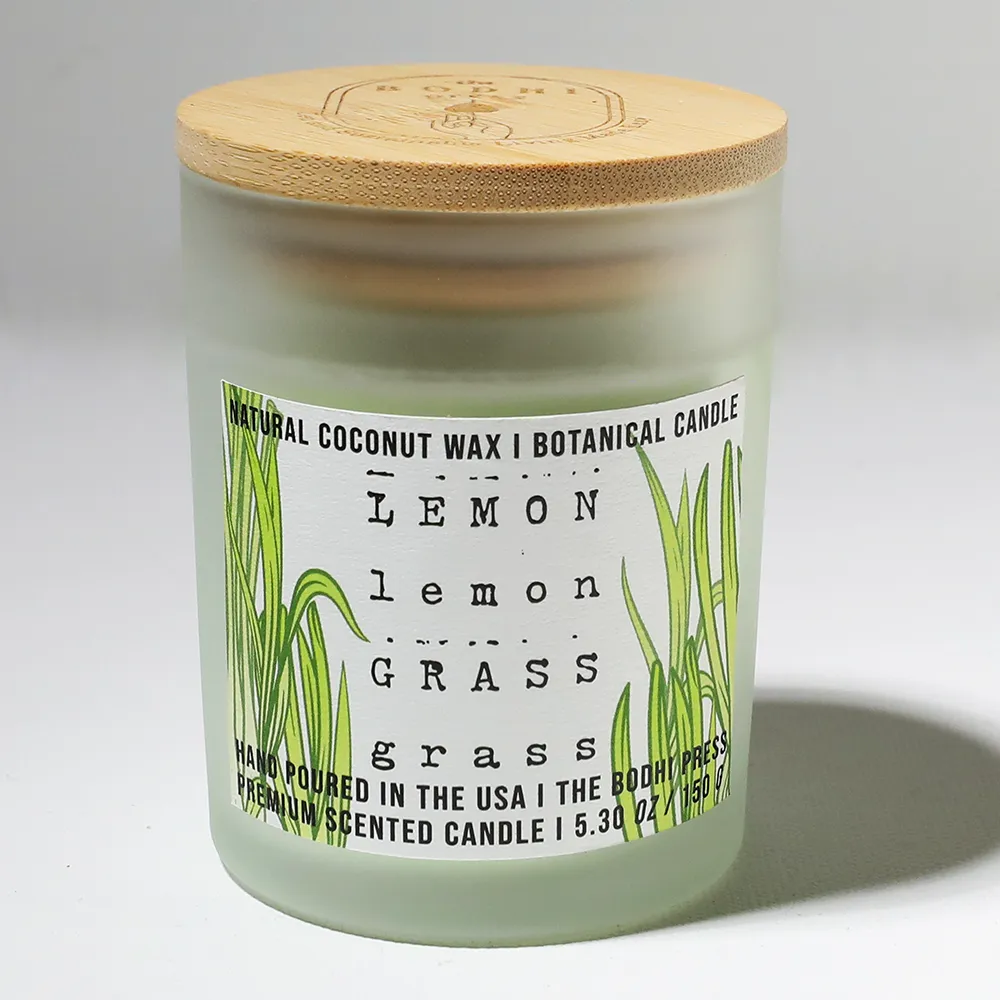 BODHI
NATURAL COCONUT WAX I BOTANICAL CANDLE
LEMON
lemon
GRASS
grass
HAND POURED IN THE USA I THE BODHI PRESS
PREMIUM SCENTED CANDLE I 5.30 OZ / 150 g